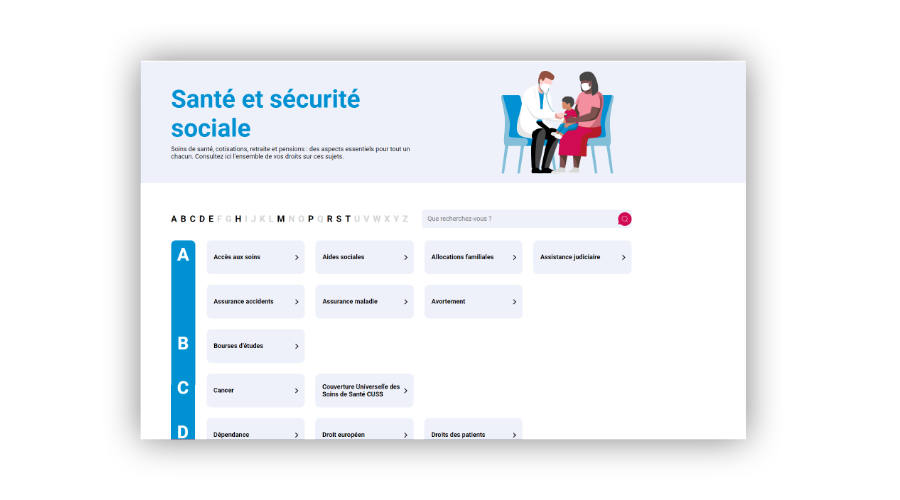 Santé et sécurité
sociale
Soins de santé, cotisations, retraite et pensions : des aspects essentiels pour tout un
chacun. Consultez ici l'ensemble de vos droits sur ces sujets.
A B C D E F G H I J K L M N O P Q R S T U V W X Y Z
Que recherchez-vous ?
A
Accès aux soins
Aides sociales
Allocations familiales
Assistance judiciaire
Assurance accidents
Assurance maladie
Avortement
B
Bourses d'études
C
Cancer
Couverture Universelle des
Soins de Santé CUSS
D
Dépendance
Droit européen
Droits des patients